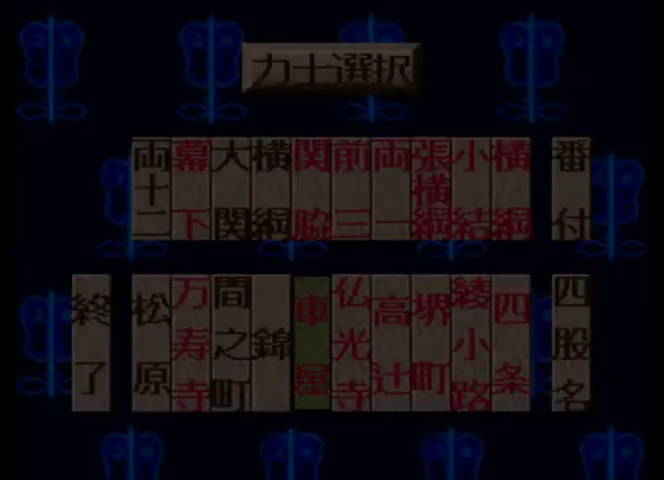 力士選択
番付
横綱
小結
張横綱
両一
前三
関脇
横綱
大関
幕下
両十二
四股名
四条
綾小路
堺町
高辻
仏光寺
車屋
錦
間之町
万寿寺
松原
終了